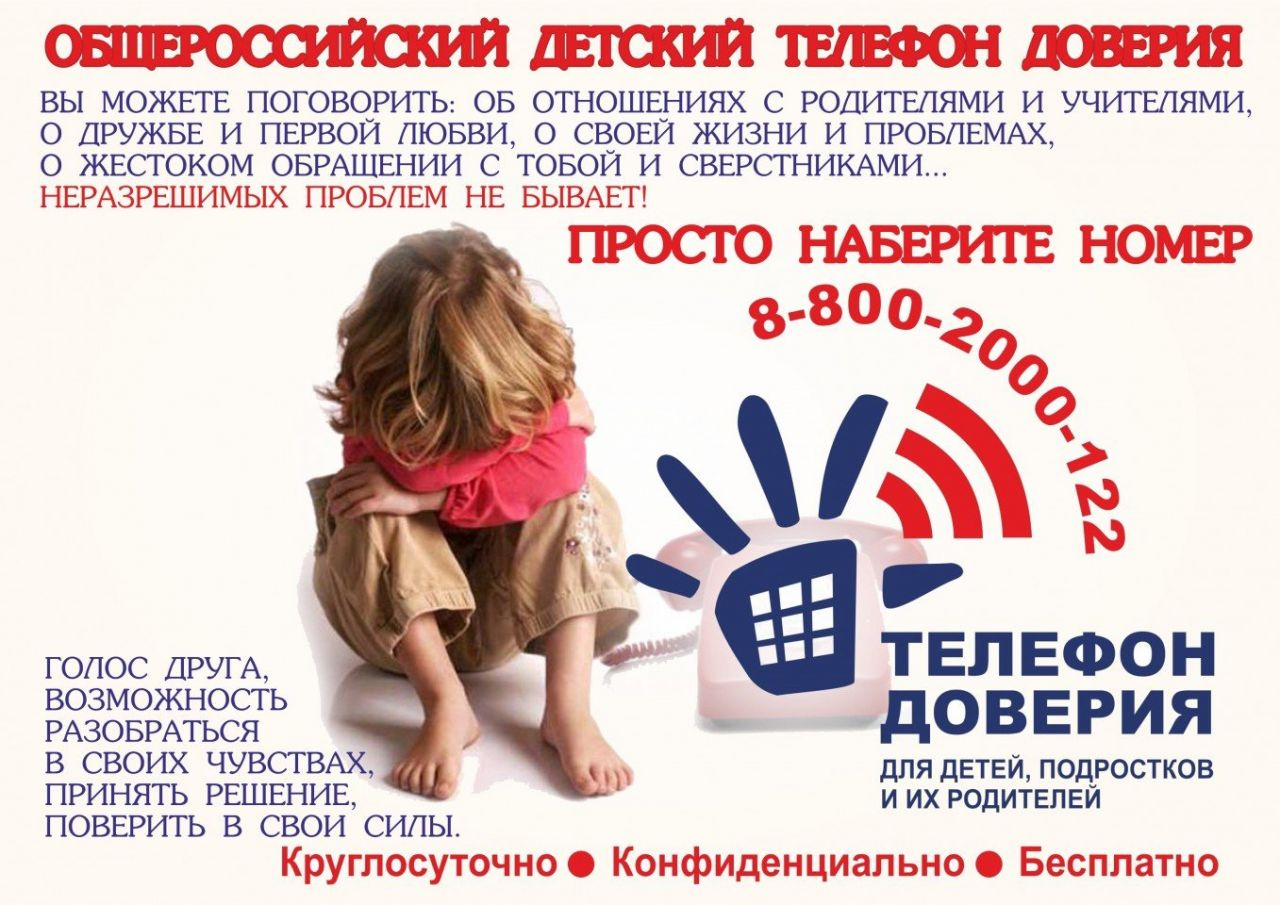 ОБЩЕРОССИЙСКИЙ ДЕТСКИЙ ТЕЛЕФОН ДОВЕРИЯ
ВЫ МОЖЕТЕ ПОГОВОРИТЬ: ОБ ОТНОШЕНИЯХ С РОДИТЕЛЯМИ И УЧИТЕЛЯМИ,
О ДРУЖБЕ И ПЕРВОЙ ЛЮБВИ, О СВОЕЙ ЖИЗНИ И ПРОБЛЕМАХ,
О ЖЕСТОКОМ ОБРАЩЕНИИ С ТОБОЙ И СВЕРСТНИКАМИ...
НЕРАЗРЕШИМЫХ ПРОБЛЕМ НЕ БЫВАЕТ!
ПРОСТО НАБЕРИТЕ НОМЕР
8-800-2000-122
ТЕЛЕФОН
ДОВЕРИЯ
ДЛЯ ДЕТЕЙ, ПОДРОСТКОВ
И ИХ РОДИТЕЛЕЙ
ГОЛОС ДРУГА,
ВОЗМОЖНОСТЬ
РАЗОБРАТЬСЯ
В СВОИХ ЧУВСТВАХ,
ПРИНЯТЬ РЕШЕНИЕ,
ПОВЕРИТЬ В СВОИ СИЛЫ.
Круглосуточно ● Конфиденциально ● Бесплатно